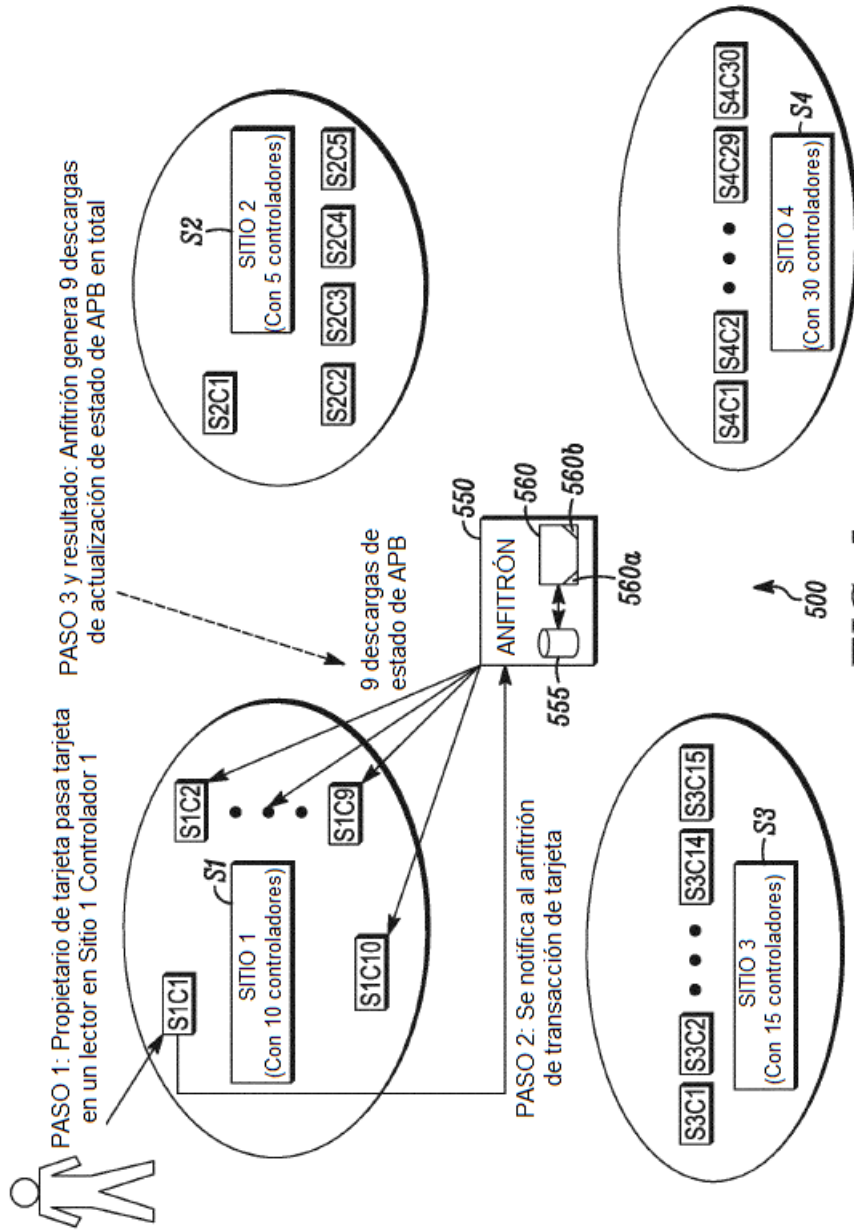 PASO 1: Propietario de tarjeta pasa tarjeta
en un lector en Sitio 1 Controlador 1
PASO 3 y resultado: Anfitrión genera 9 descargas
de actualización de estado de APB en total
S1C1
S1C2
S1
SITIO 1
(Con 10 controladores)
S1C10
S1C9
9 descargas de
estado de APB
S2C1
S2
SITIO 2
(Con 5 controladores)
S2C2
S2C3
S2C4
S2C5
PASO 2: Se notifica al anfitrión
de transacción de tarjeta
ANFITRÓN
550
555
560
560a
560b
S3C1
S3C2
S3C14
S3C15
SITIO 3
(Con 15 controladores)
S3
500
S4C1
S4C2
S4C29
S4C30
SITIO 4
(Con 30 controladores)
S4